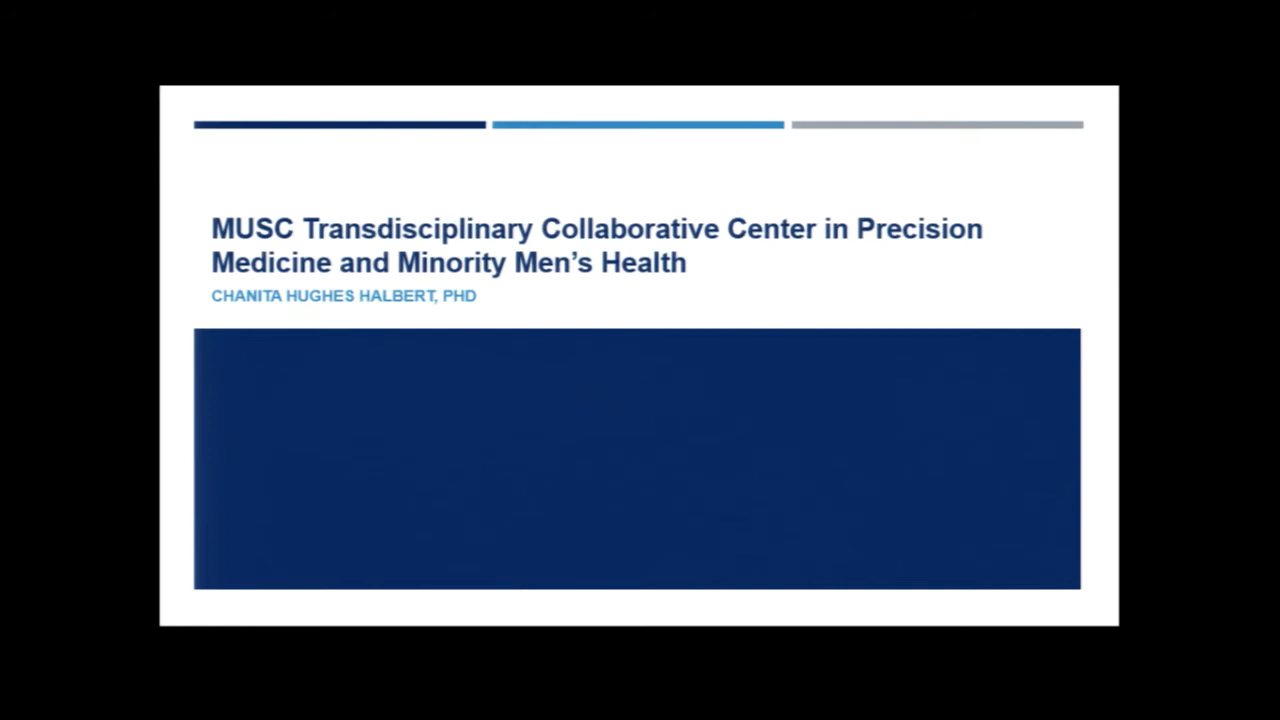 MUSC Transdisciplinary Collaborative Center in Precision
Medicine and Minority Men’s Health
CHANITA HUGHES HALBERT, PHD